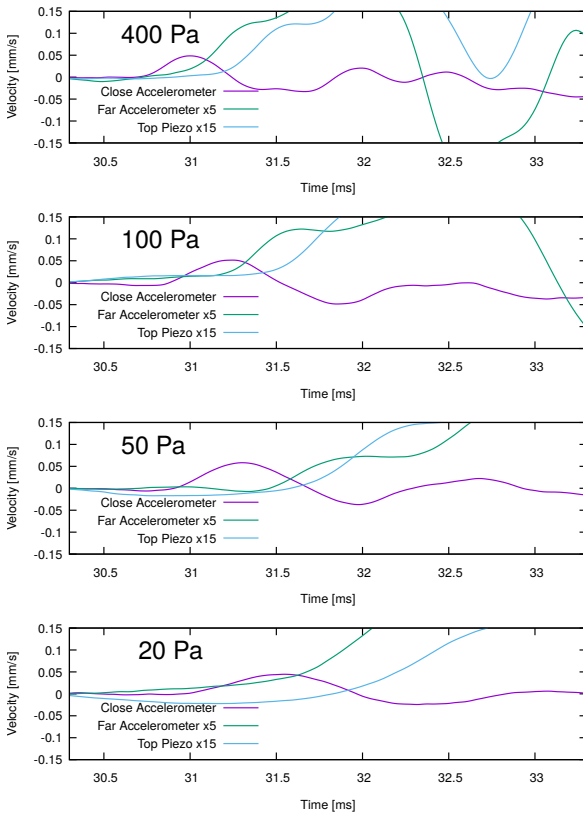 400 Pa
Velocity [mm/s]
0.15
0.1
0.05
0
-0.05
-0.1
-0.15
Close Accelerometer
Far Accelerometer x5
Top Piezo x15
30.5 31 31.5 32 32.5 33
Time [ms]
100 Pa
Velocity [mm/s]
0.15
0.1
0.05
0
-0.05
-0.1
-0.15
Close Accelerometer
Far Accelerometer x5
Top Piezo x15
30.5 31 31.5 32 32.5 33
Time [ms]
50 Pa
Velocity [mm/s]
0.15
0.1
0.05
0
-0.05
-0.1
-0.15
Close Accelerometer
Far Accelerometer x5
Top Piezo x15
30.5 31 31.5 32 32.5 33
Time [ms]
20 Pa
Velocity [mm/s]
0.15
0.1
0.05
0
-0.05
-0.1
-0.15
Close Accelerometer
Far Accelerometer x5
Top Piezo x15
30.5 31 31.5 32 32.5 33
Time [ms]